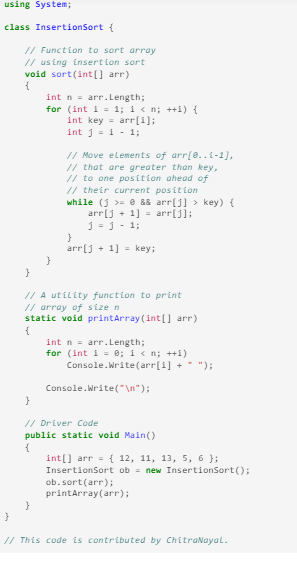 using System;
class InsertionSort {
// Function to sort array
// using insertion sort
void sort(int[] arr)
{
int n = arr.Length;
for (int i = 1; i < n; ++i) {
int key = arr[i];
int j = i - 1;
// Move elements of arr[0..i-1],
// that are greater than key,
// to one position ahead of
// their current position
while (j >= 0 && arr[j] > key) {
arr[j + 1] = arr[j];
j = j - 1;
}
arr[j + 1] = key;
}
}
// A utility function to print
// array of size n
static void printArray(int[] arr)
{
int n = arr.Length;
for (int i = 0; i < n; ++i)
Console.Write(arr[i] + " ");
Console.Write("\n");
}
// Driver Code
public static void Main()
{
int[] arr = { 12, 11, 13, 5, 6 };
InsertionSort ob = new InsertionSort();
ob.sort(arr);
printArray(arr);
}
}
// This code is contributed by ChitraNayal.